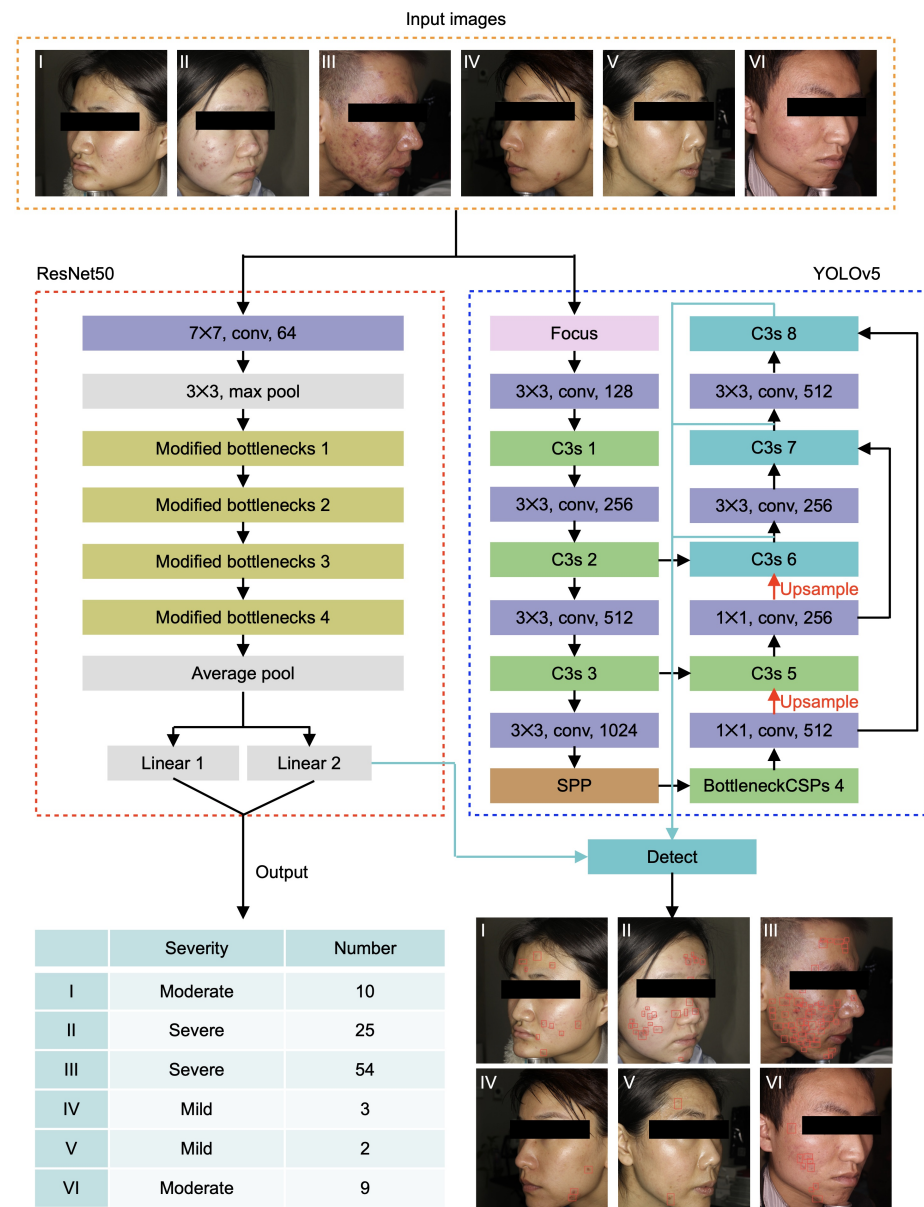 Input images
I
II
III
IV
V
VI
ResNet50
7×7, conv, 64
3×3, max pool
Modified bottlenecks 1
Modified bottlenecks 2
Modified bottlenecks 3
Modified bottlenecks 4
Average pool
Linear 1
Linear 2
Output
YOLOv5
Focus
3×3, conv, 128
C3s 1
3×3, conv, 256
C3s 2
3×3, conv, 512
C3s 3
3×3, conv, 1024
SPP
C3s 8
3×3, conv, 512
C3s 7
3×3, conv, 256
C3s 6
Upsample
1×1, conv, 256
C3s 5
Upsample
1×1, conv, 512
BottleneckCSPs 4
Detect
Severity Number
I Moderate 10
II Severe 25
III Severe 54
IV Mild 3
V Mild 2
VI Moderate 9
I
II
III
IV
V
VI